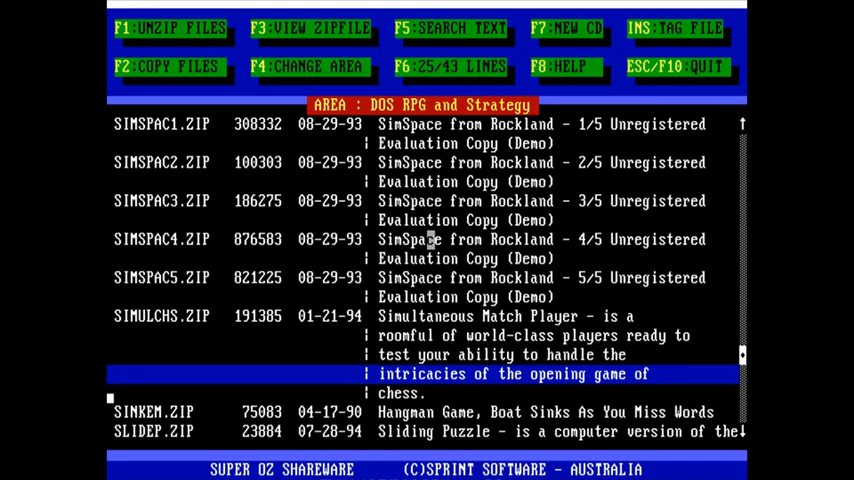 F1:UNZIP FILES F3:VIEW ZIPFILE F5:SEARCH TEXT F7:NEW CD INS:TAG FILE
F2:COPY FILES F4:CHANGE AREA F6:25/43 LINES F8:HELP ESC/F10:QUIT
AREA : DOS RPG and Strategy
SIMSPAC1.ZIP 308332 08-29-93 SimSpace from Rockland - 1/5 Unregistered
| Evaluation Copy (Demo)
SIMSPAC2.ZIP 100303 08-29-93 SimSpace from Rockland - 2/5 Unregistered
| Evaluation Copy (Demo)
SIMSPAC3.ZIP 186275 08-29-93 SimSpace from Rockland - 3/5 Unregistered
| Evaluation Copy (Demo)
SIMSPAC4.ZIP 876583 08-29-93 SimSpace from Rockland - 4/5 Unregistered
| Evaluation Copy (Demo)
SIMSPAC5.ZIP 821225 08-29-93 SimSpace from Rockland - 5/5 Unregistered
| Evaluation Copy (Demo)
SIMULCHS.ZIP 191385 01-21-94 Simultaneous Match Player - is a
| roomful of world-class players ready to
| test your ability to handle the
| intricacies of the opening game of
| chess.
SINKEM.ZIP 75083 04-17-90 Hangman Game, Boat Sinks As You Miss Words
SLIDEP.ZIP 23884 07-28-94 Sliding Puzzle - is a computer version of the
SUPER OZ SHAREWARE (C)SPRINT SOFTWARE - AUSTRALIA